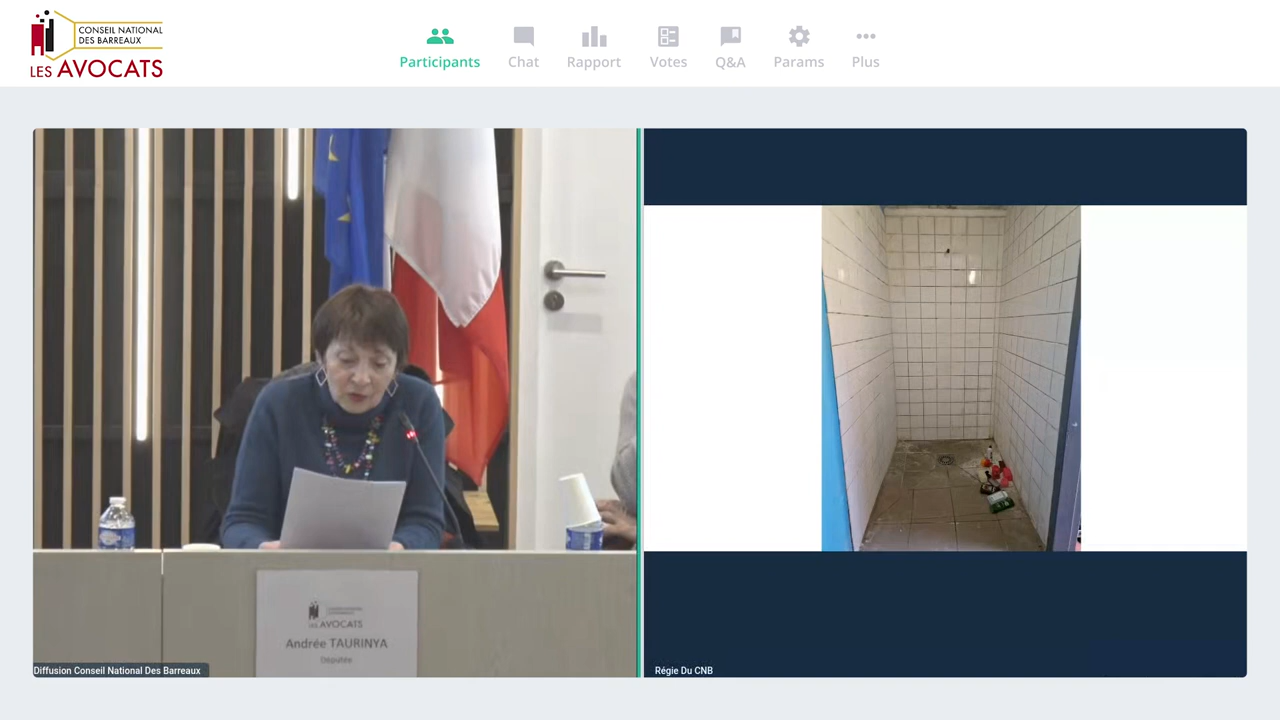 CONSEIL NATIONAL
DES BARREAUX
LES AVOCATS
Participants
Chat
Rapport
Votes
Q&A
Params
Plus
LES AVOCATS
Andrée TAURINYA
Députée
Diffusion Conseil National Des Barreaux
Régie Du CNB